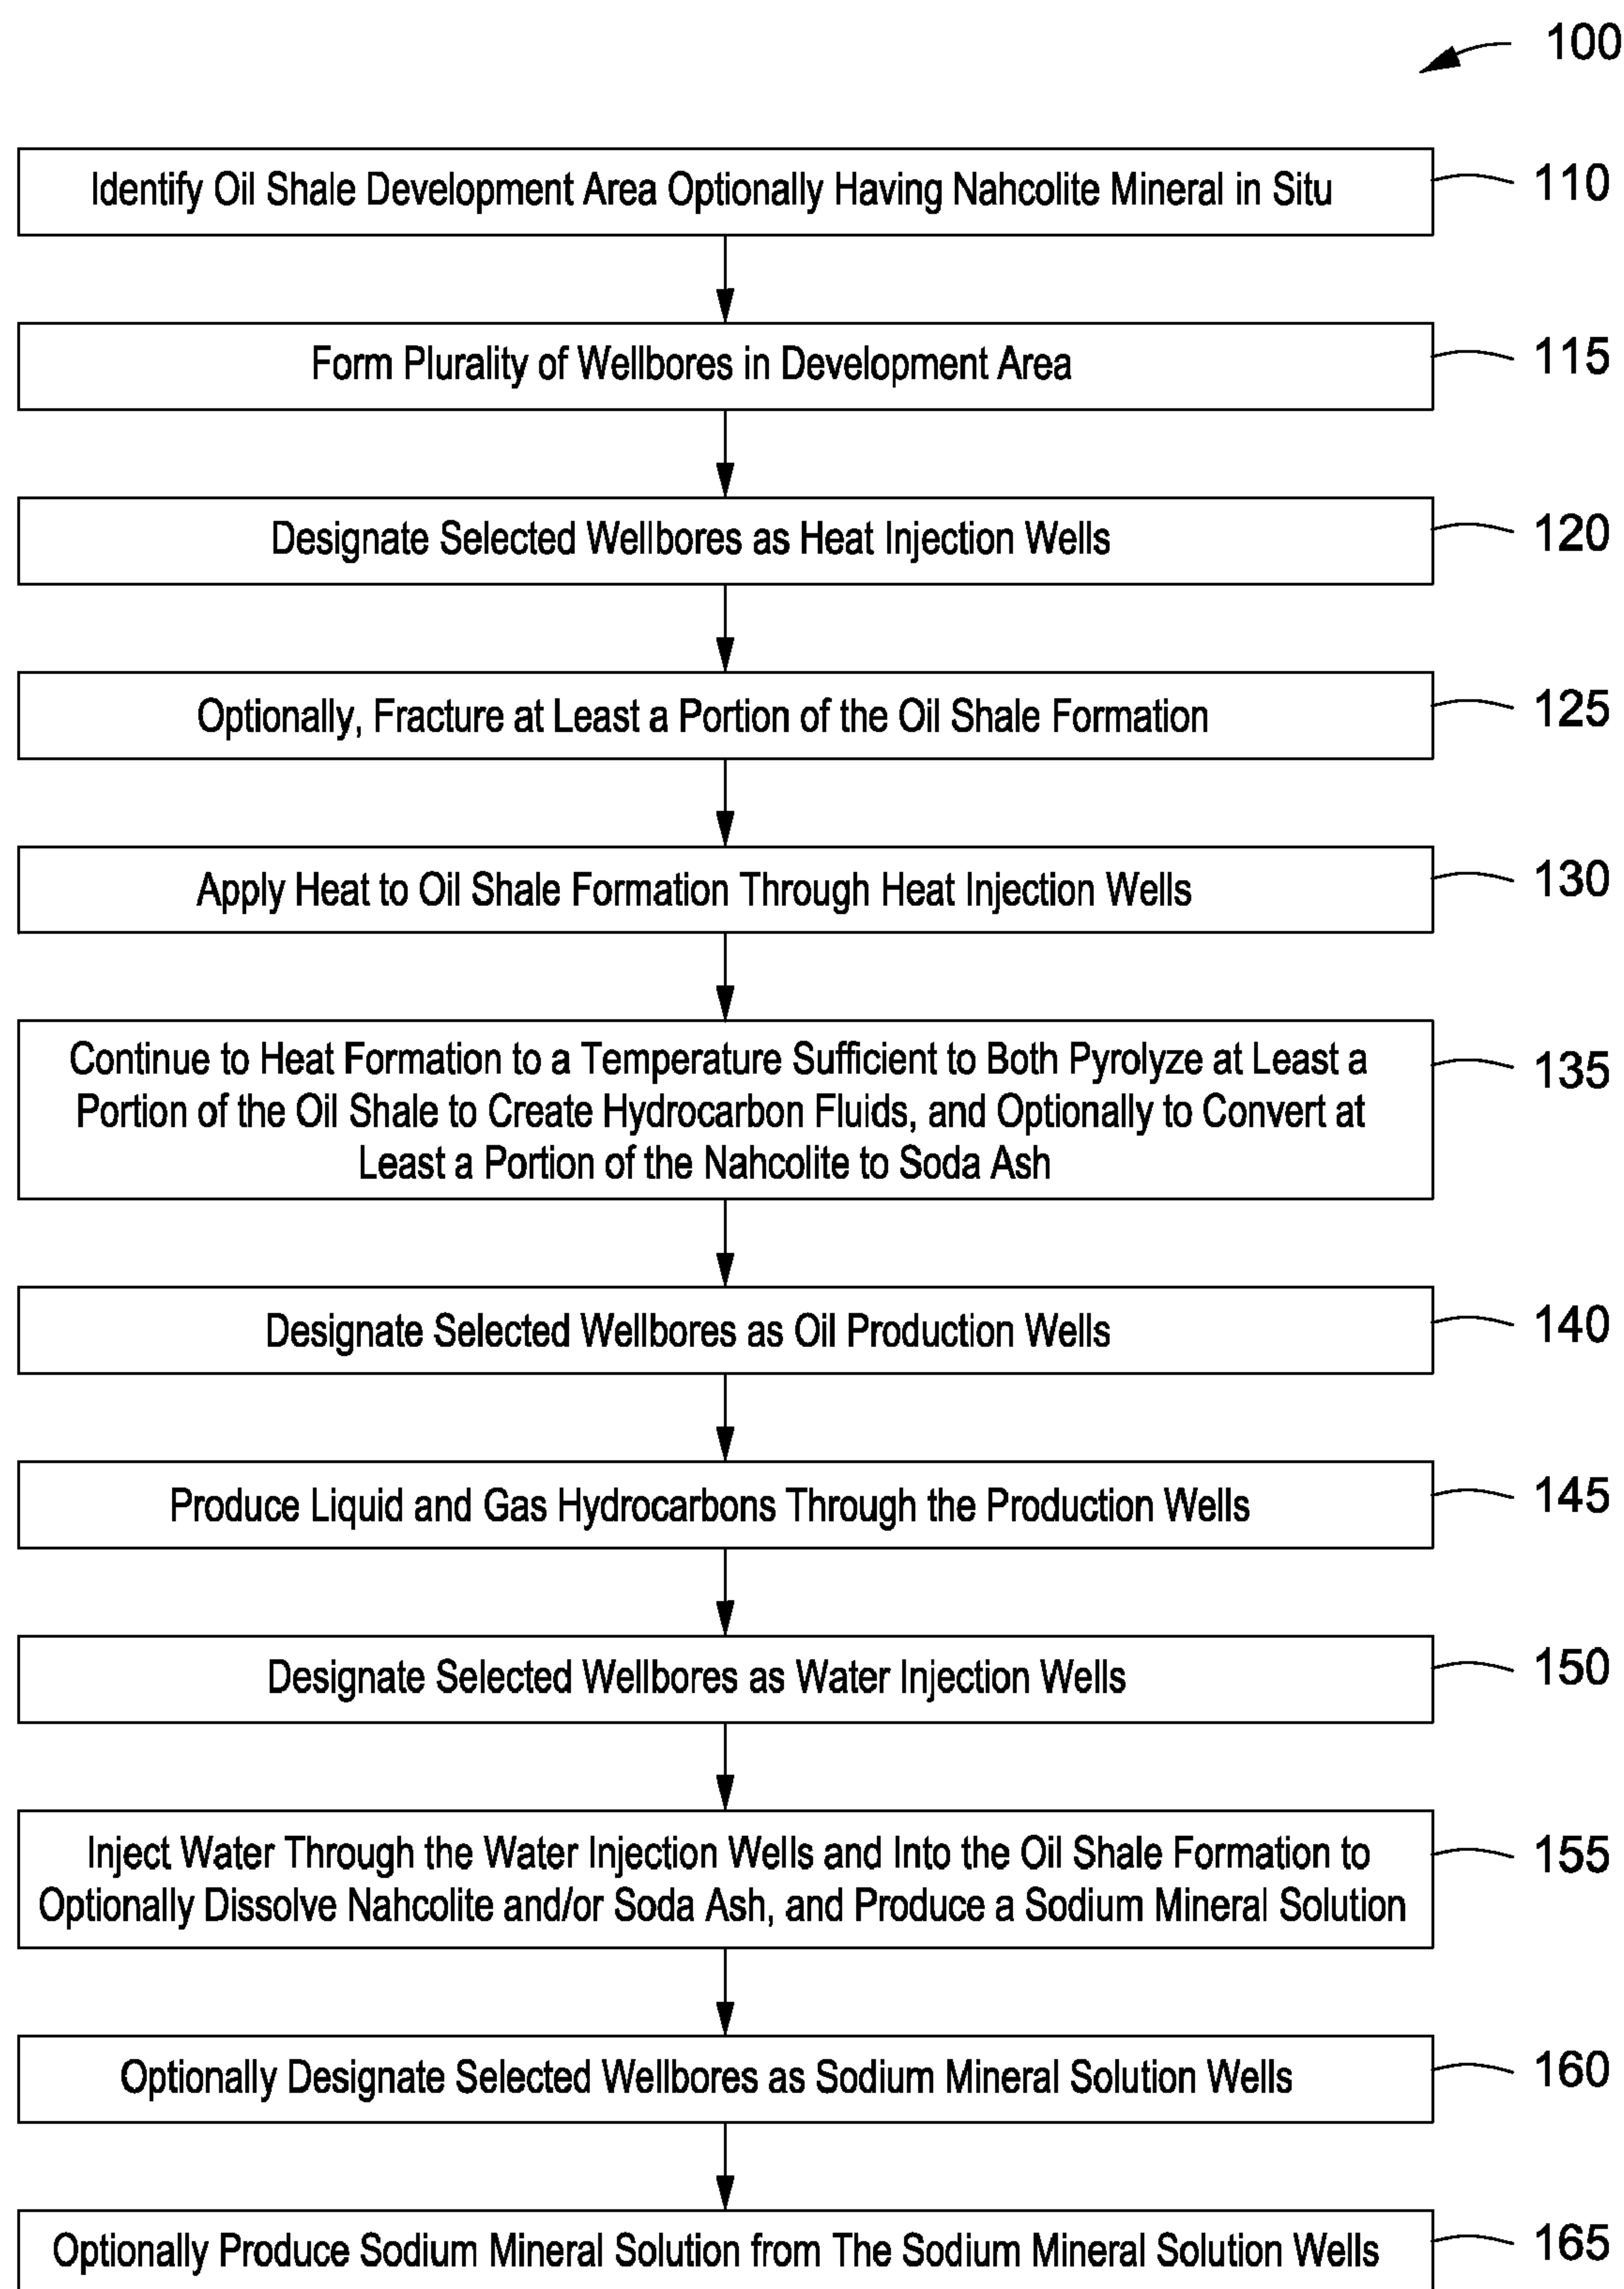 100
Identify Oil Shale Development Area Optionally Having Nahcolite Mineral in Situ
110
Form Plurality of Wellbores in Development Area
115
Designate Selected Wellbores as Heat Injection Wells
120
Optionally, Fracture at Least a Portion of the Oil Shale Formation
125
Apply Heat to Oil Shale Formation Through Heat Injection Wells
130
Continue to Heat Formation to a Temperature Sufficient to Both Pyrolyze at Least a
Portion of the Oil Shale to Create Hydrocarbon Fluids, and Optionally to Convert at
Least a Portion of the Nahcolite to Soda Ash
135
Designate Selected Wellbores as Oil Production Wells
140
Produce Liquid and Gas Hydrocarbons Through the Production Wells
145
Designate Selected Wellbores as Water Injection Wells
150
Inject Water Through the Water Injection Wells and Into the Oil Shale Formation to
Optionally Dissolve Nahcolite and/or Soda Ash, and Produce a Sodium Mineral Solution
155
Optionally Designate Selected Wellbores as Sodium Mineral Solution Wells
160
Optionally Produce Sodium Mineral Solution from The Sodium Mineral Solution Wells
165